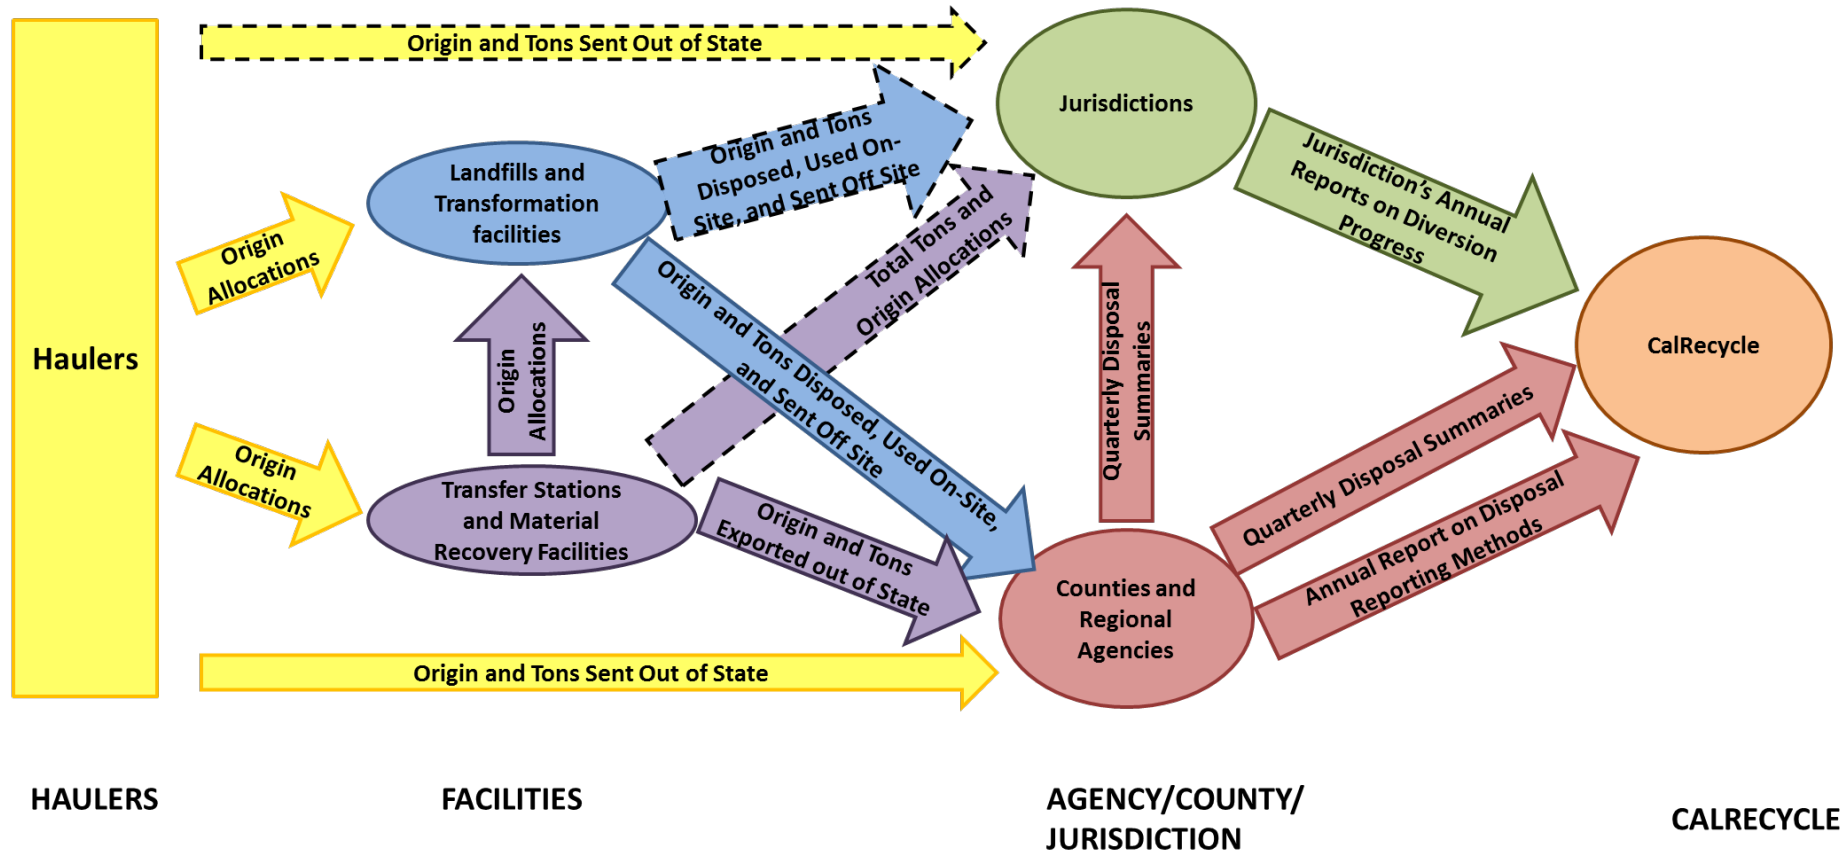 Origin and Tons Sent Out of State
Jurisdictions
Origin and Tons
Disposed, Used On-
Site, and Sent Off Site
Landfills and
Transformation
facilities
Jurisdiction's Annual
Reports on Diversion
Progress
Origin
Allocations
Total Tons and
Origin Allocations
Haulers
Origin
Allocations
Origin and Tons Disposed, Used On-Site,
and Sent Off Site
Quarterly Disposal
Summaries
CalRecycle
Origin
Allocations
Transfer Stations
and Material
Recovery Facilities
Origin and Tons
Exported out of State
Quarterly Disposal Summaries
Annual Report on Disposal
Reporting Methods
Counties and
Regional
Agencies
Origin and Tons Sent Out of State
HAULERS
FACILITIES
AGENCY/COUNTY/
JURISDICTION
CALRECYCLE